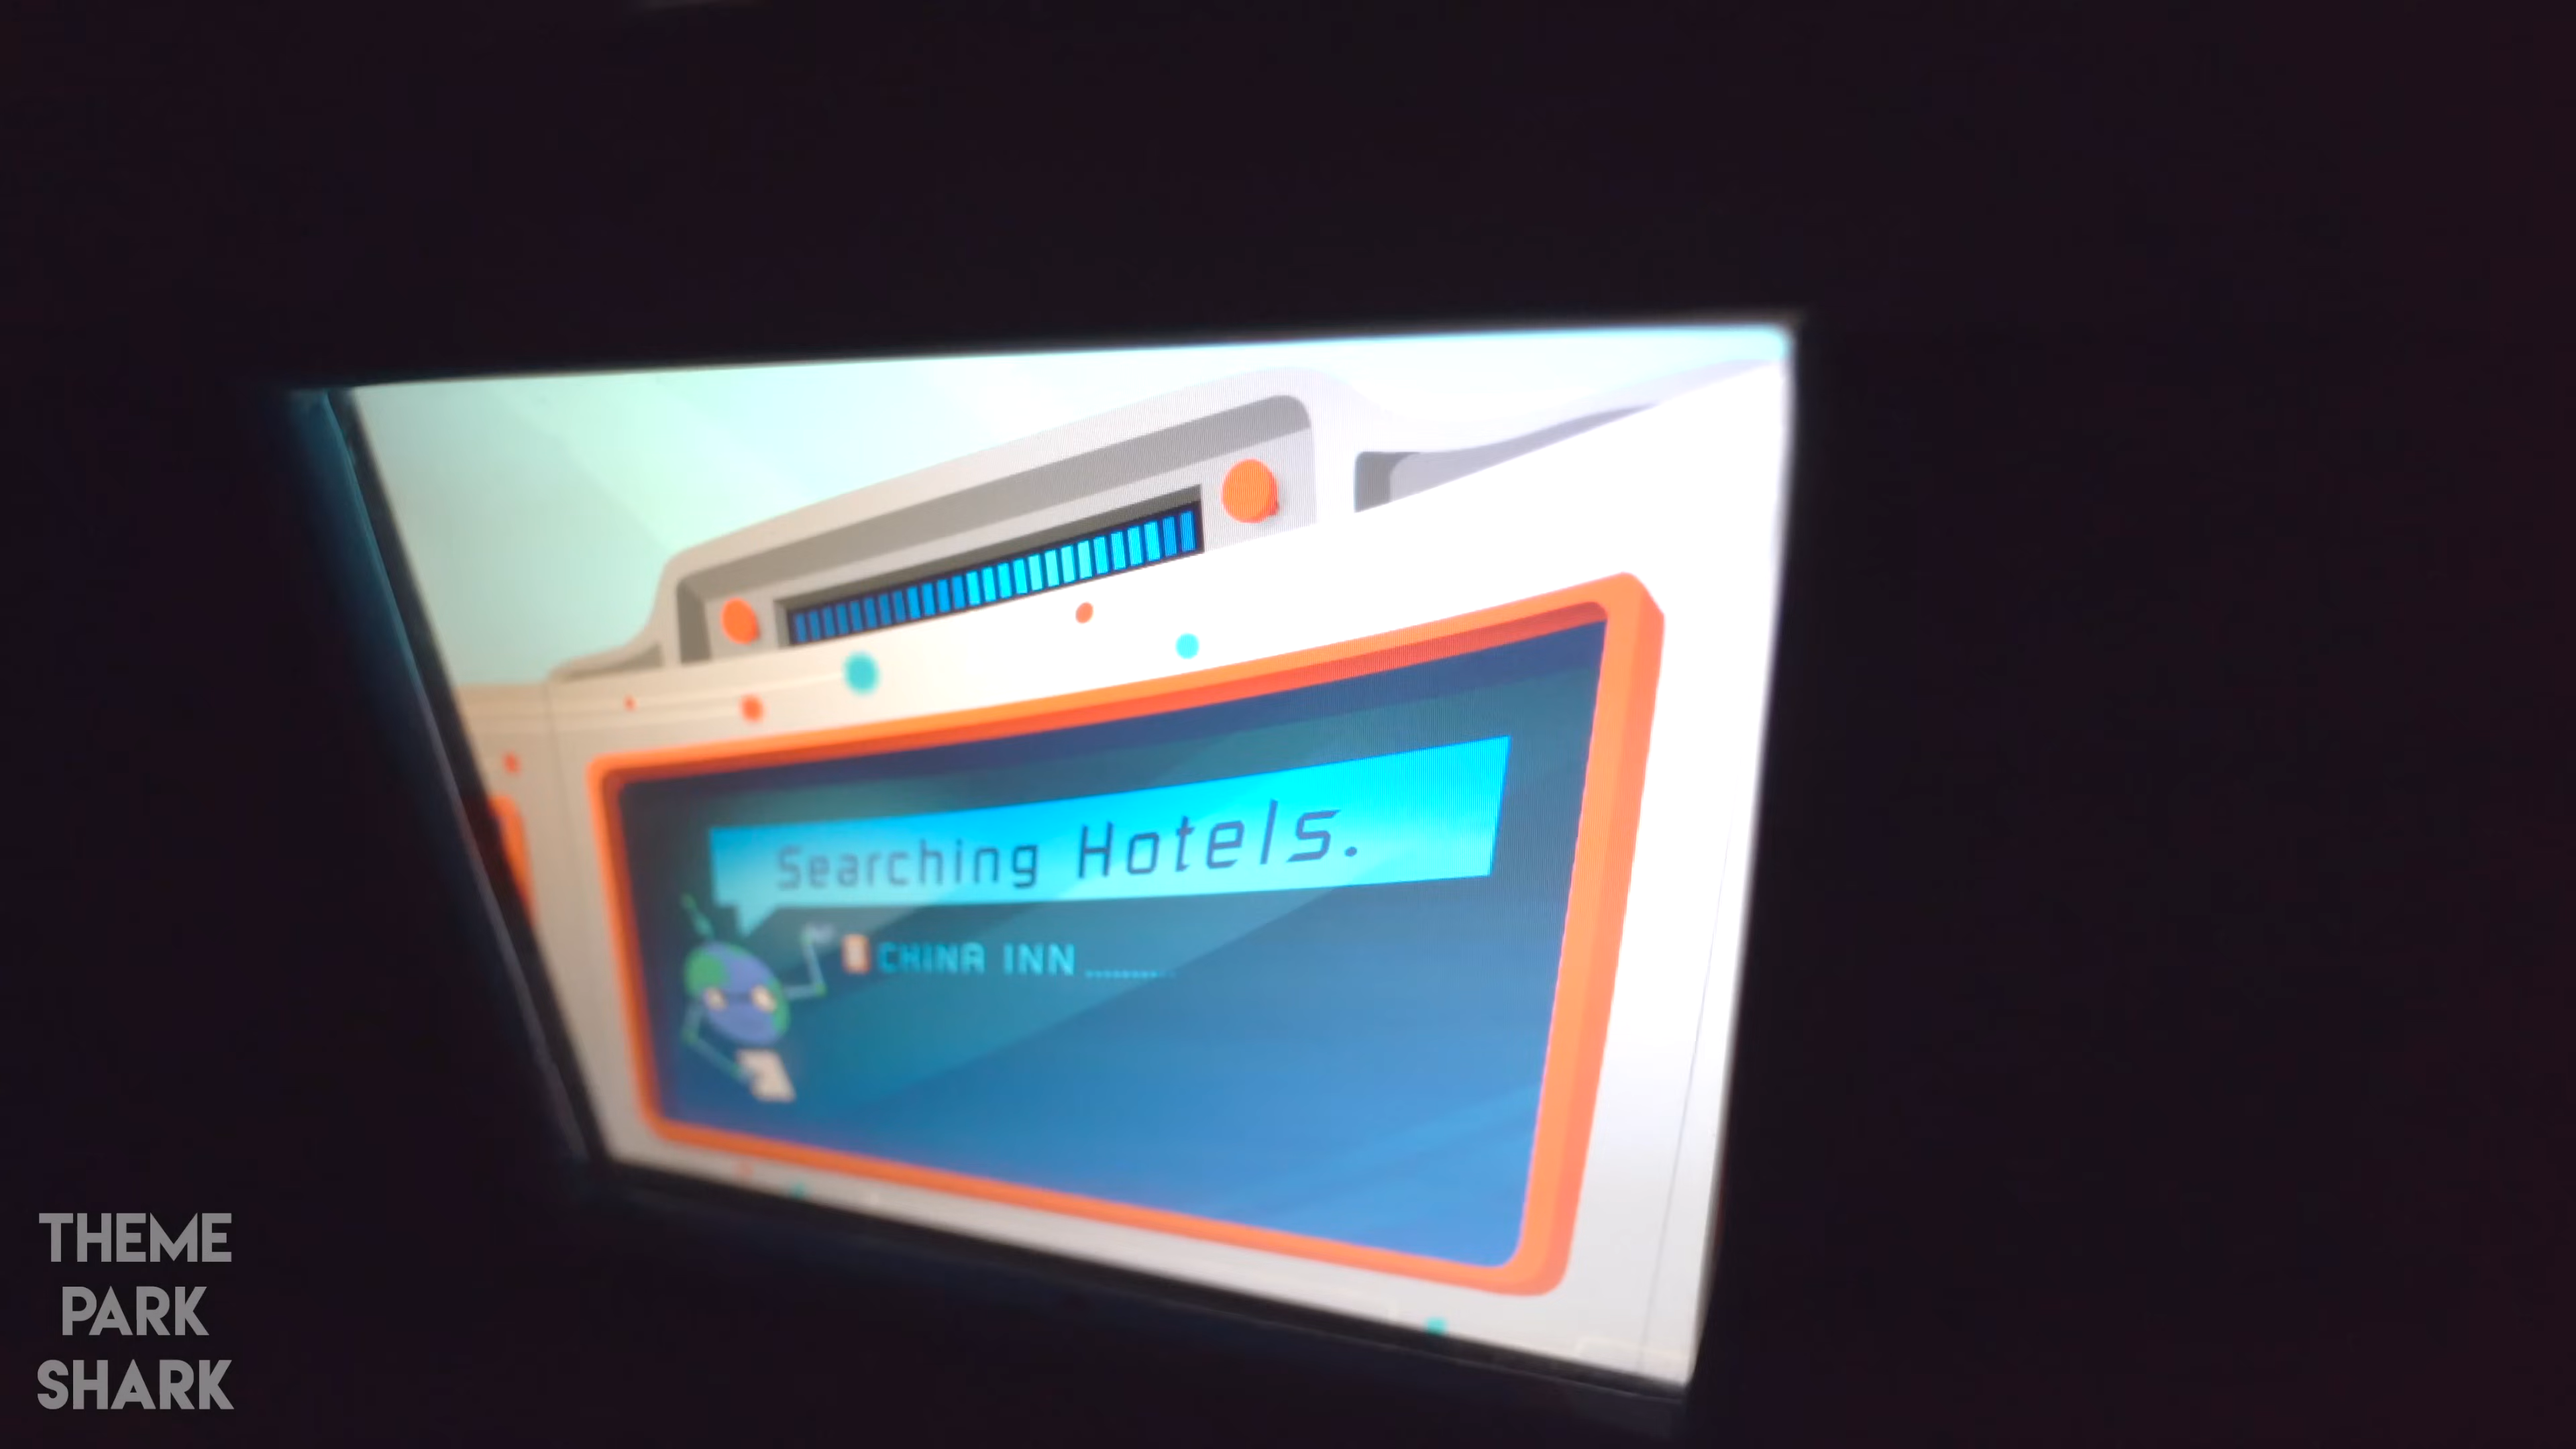 Searching Hotels.
CHINA INN ........
THEME
PARK
SHARK